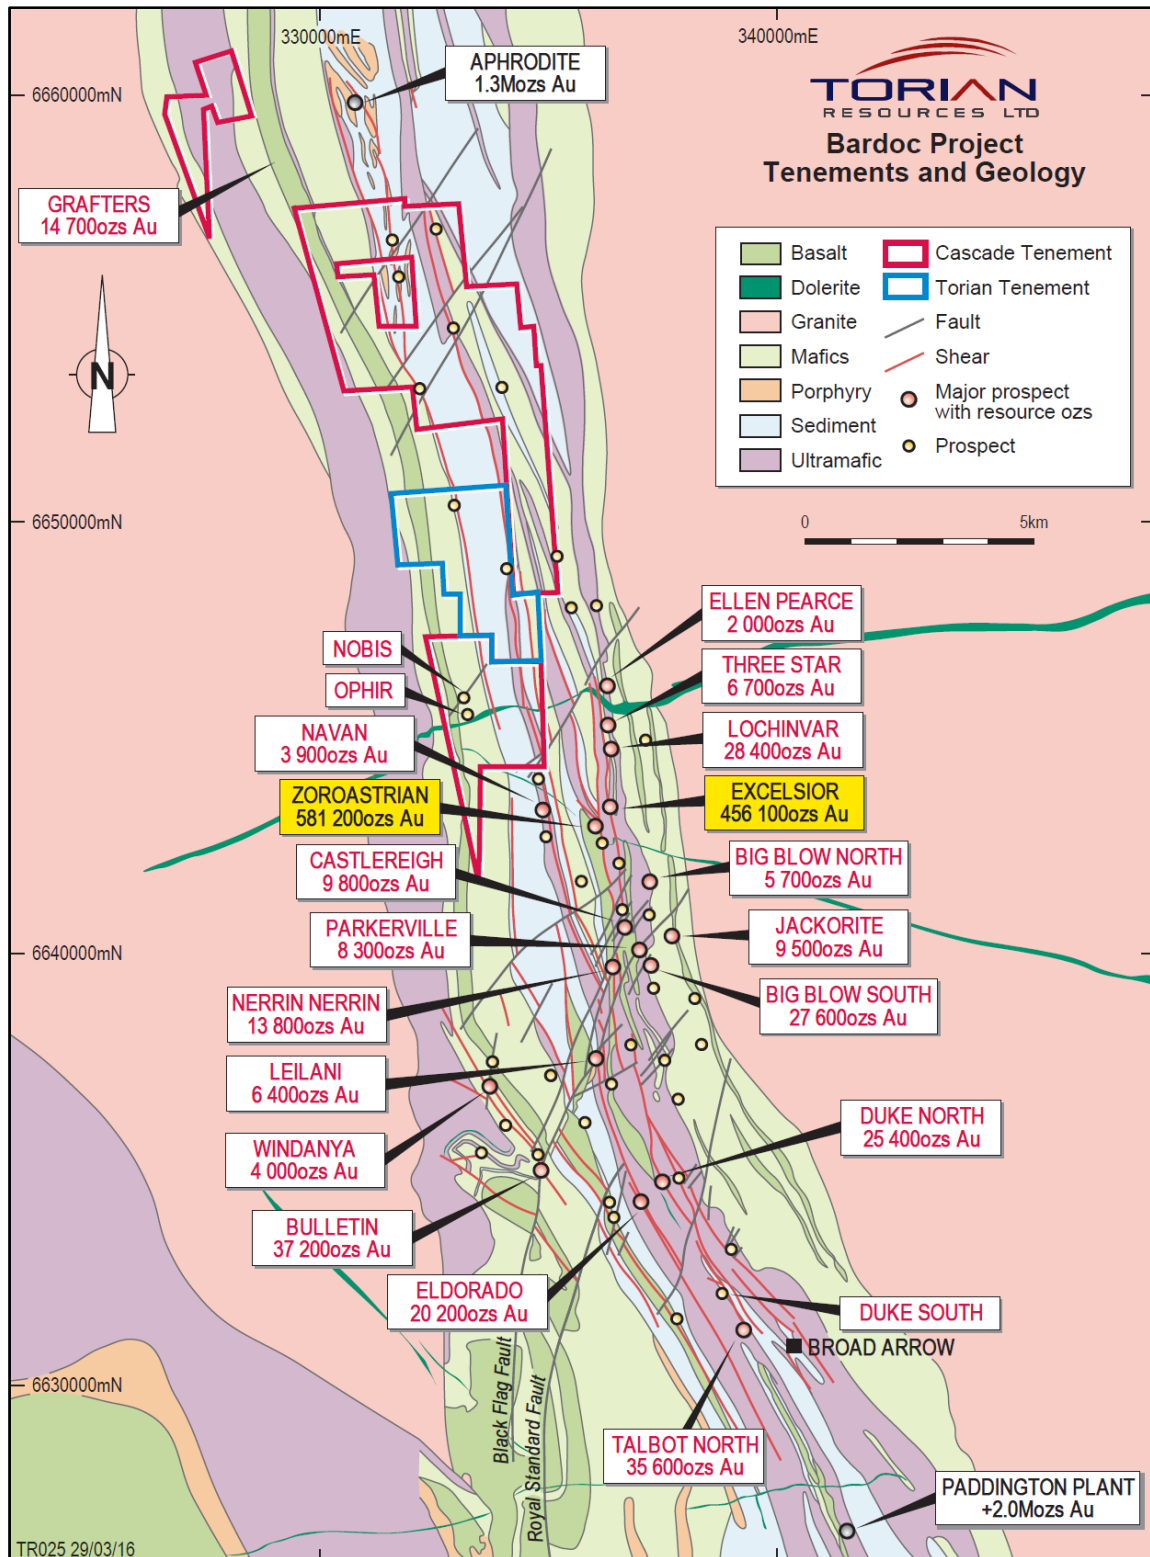 330000mE
340000mE
6660000mN
APHRODITE
1.3Mozs Au
TORIAN
RESOURCES LTD
Bardoc Project
Tenements and Geology
GRAFTERS
14 700ozs Au
Basalt
Dolerite
Granite
Mafics
Porphyry
Sediment
Ultramafic
Cascade Tenement
Torian Tenement
Fault
Shear
Major prospect
with resource ozs
Prospect
N
6650000mN
0
5km
ELLEN PEARCE
2 000ozs Au
NOBIS
THREE STAR
6 700ozs Au
OPHIR
NAVAN
3 900ozs Au
LOCHINVAR
28 400ozs Au
ZOROASTRIAN
581 200ozs Au
EXCELSIOR
456 100ozs Au
CASTLEREIGH
9 800ozs Au
BIG BLOW NORTH
5 700ozs Au
PARKERVILLE
8 300ozs Au
JACKORITE
9 500ozs Au
6640000mN
NERRIN NERRIN
13 800ozs Au
BIG BLOW SOUTH
27 600ozs Au
LEILANI
6 400ozs Au
DUKE NORTH
25 400ozs Au
WINDANYA
4 000ozs Au
BULLETIN
37 200ozs Au
ELDORADO
20 200ozs Au
DUKE SOUTH
BROAD ARROW
6630000mN
Black Flag Fault
Royal Standard Fault
TALBOT NORTH
35 600ozs Au
PADDINGTON PLANT
+2.0Mozs Au
TR025 29/03/16